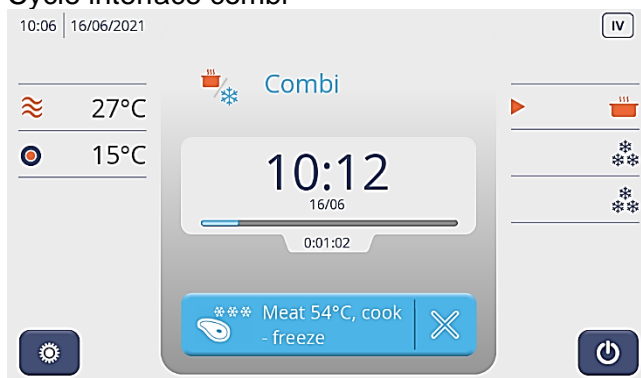 Cycle interface combi
10:06 16/06/2021
IV
Combi
27°C
15°C
10:12
16/06
0:01:02
Meat 54°C, cook
- freeze